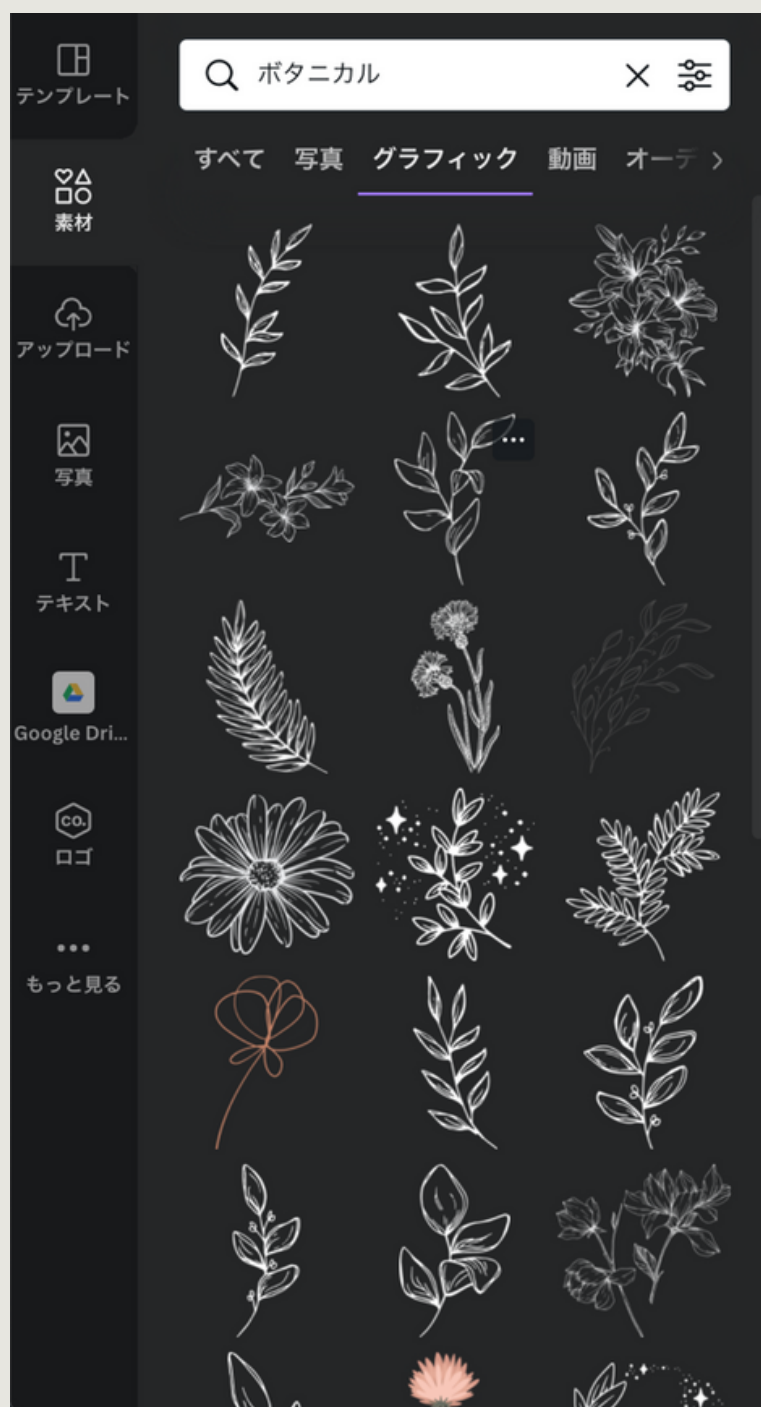 テンプレート
素材
アップロード
写真
テキスト
Google Dri...
CO.
ロゴ
もっと見る
ボタニカル
すべて 写真 グラフィック 動画 オーデ